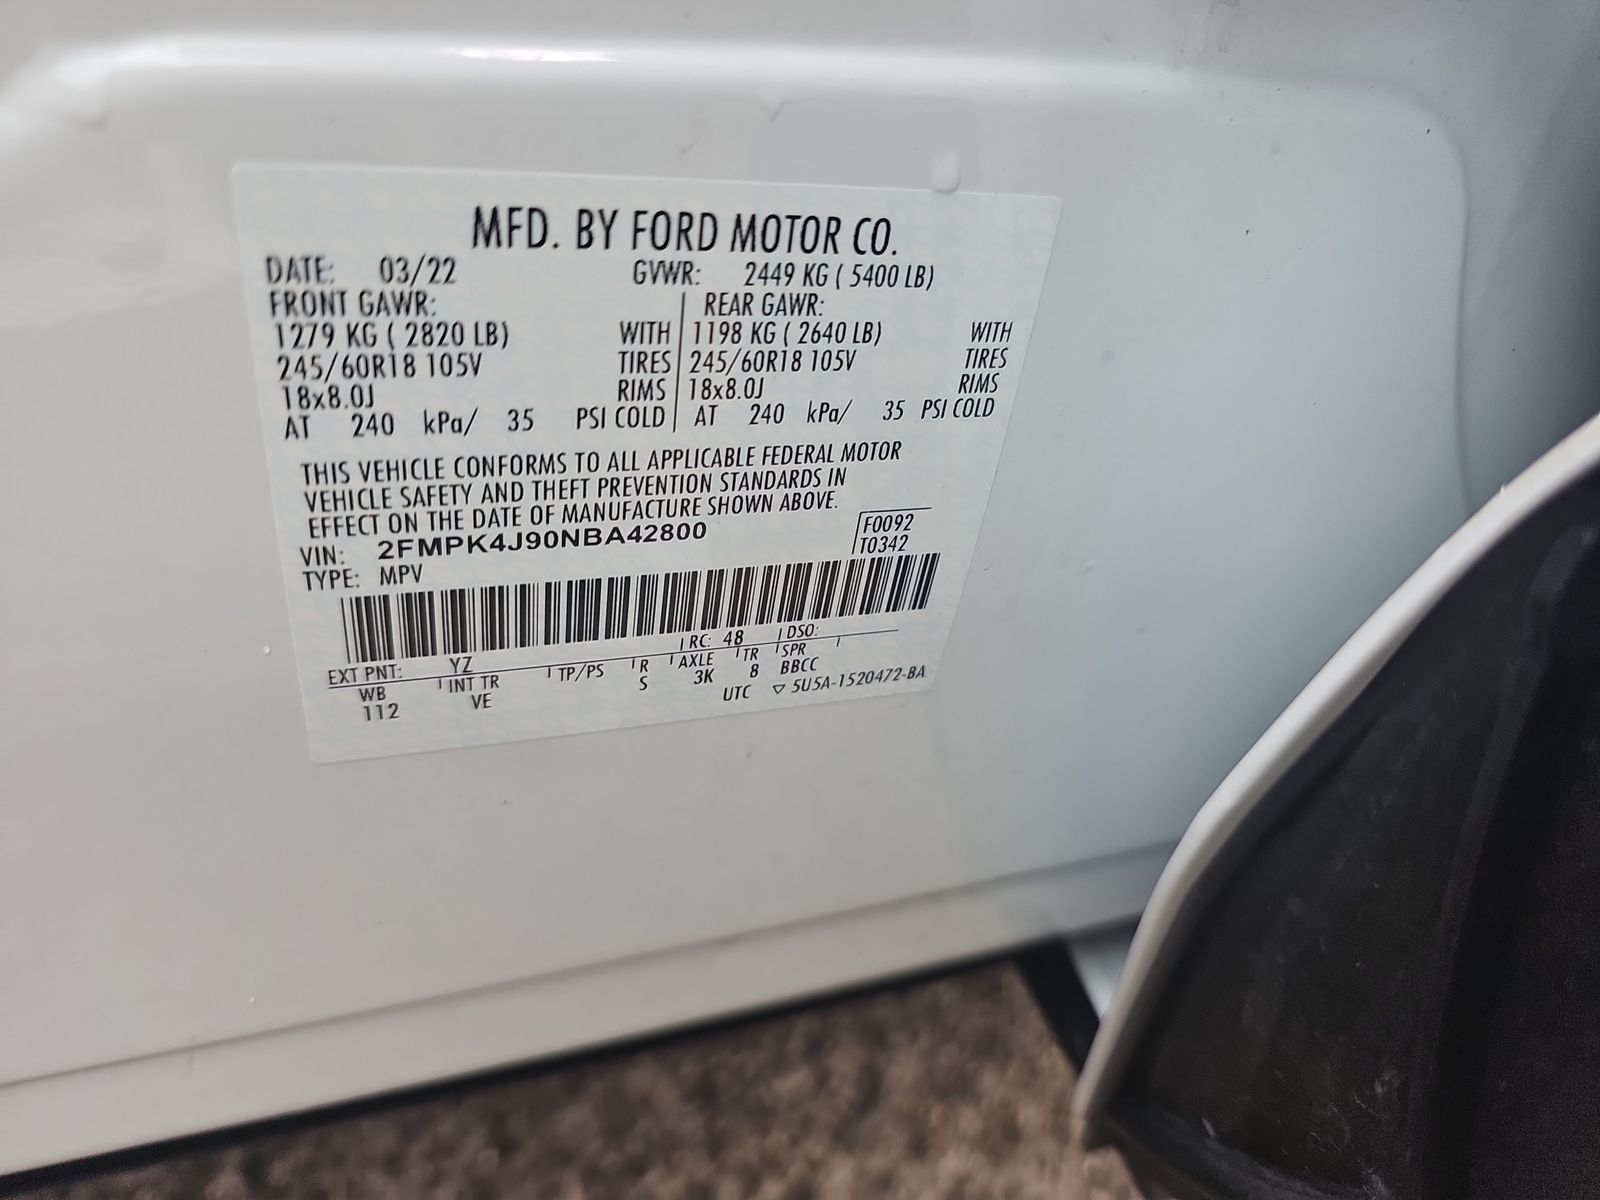 MFD. BY FORD MOTOR CO.
DATE: 03/22 GVWR: 2449 KG ( 5400 LB)
FRONT GAWR: REAR GAWR:
1279 KG ( 2820 LB) WITH 1198 KG ( 2640 LB) WITH
245/60R18 105V TIRES 245/60R18 105V TIRES
18x8.0J RIMS 18x8.0J RIMS
AT 240 kPa/ 35 PSI COLD AT 240 kPa/ 35 PSI COLD
THIS VEHICLE CONFORMS TO ALL APPLICABLE FEDERAL MOTOR
VEHICLE SAFETY AND THEFT PREVENTION STANDARDS IN
EFFECT ON THE DATE OF MANUFACTURE SHOWN ABOVE.
VIN: 2FMPK4J90NBA42800 F0092
TYPE: MPV T0342
EXT PNT: YZ RC: 48 DSO:
WB INT TR TP/PS R AXLE TR SPR
112 VE S 3K 8 BBCC
UTC ▽ 5U5A-1520472-BA